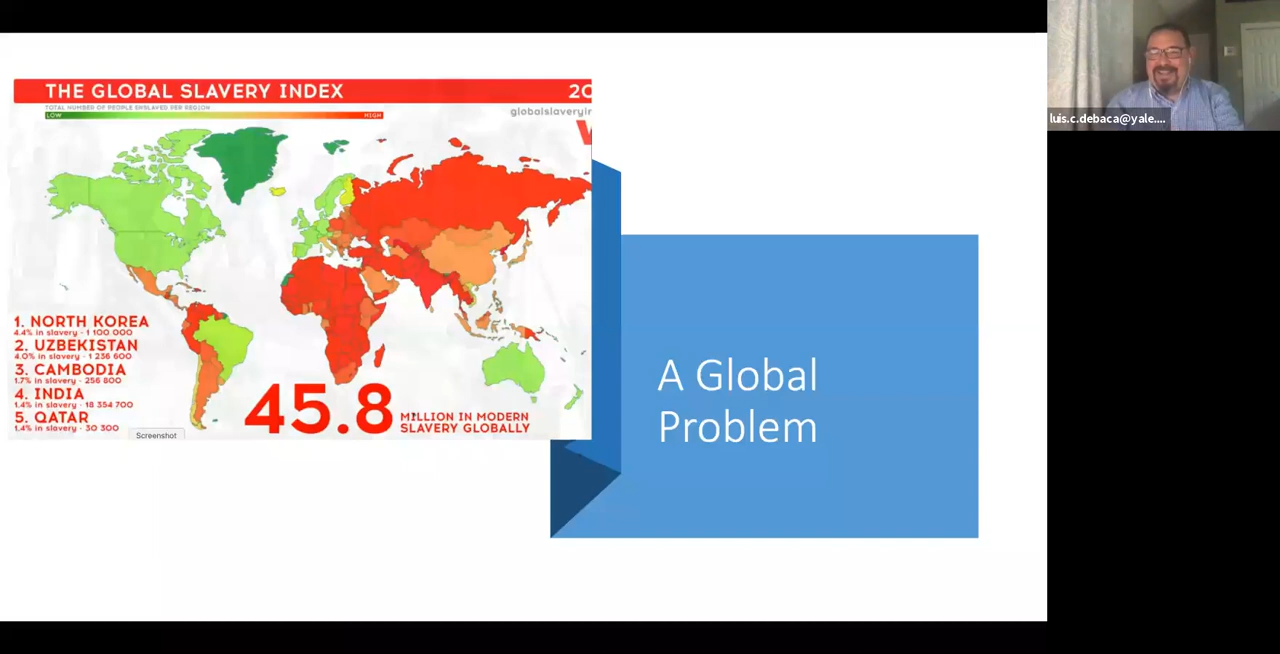 THE GLOBAL SLAVERY INDEX 20
TOTAL NUMBER OF PEOPLE ENSLAVED PER REGION
LOW HIGH
globalslaveryin
1. NORTH KOREA
4.4% in slavery - 1 100 000
2. UZBEKISTAN
4.0% in slavery - 1 236 600
3. CAMBODIA
1.7% in slavery - 256 800
4. INDIA
1.4% in slavery - 18 354 700
5. QATAR
1.4% in slavery - 30 300
45.8 MILLION IN MODERN
SLAVERY GLOBALLY
Screenshot
A Global
Problem
luis.c.debaca@yale....